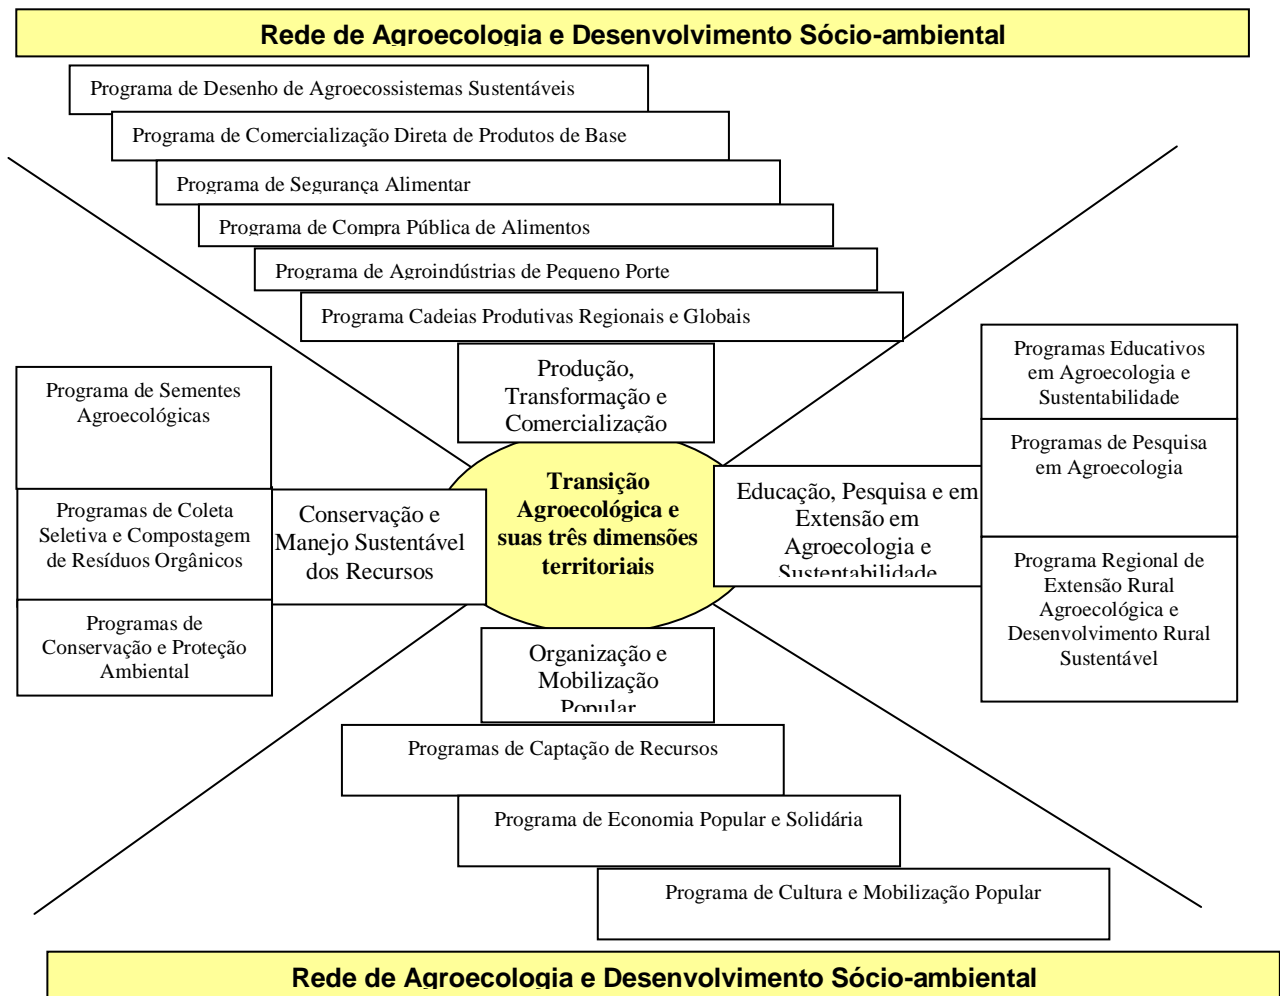 Rede de Agroecologia e Desenvolvimento Sócio-ambiental
Programa de Desenho de Agroecossistemas Sustentáveis
Programa de Comercialização Direta de Produtos de Base
Programa de Segurança Alimentar
Programa de Compra Pública de Alimentos
Programa de Agroindústrias de Pequeno Porte
Programa Cadeias Produtivas Regionais e Globais
Produção,
Transformação e
Comercialização
Programa de Sementes
Agroecológicas
Programas de Coleta
Seletiva e Compostagem
de Resíduos Orgânicos
Programas de
Conservação e Proteção
Ambiental
Conservação e
Manejo Sustentável
dos Recursos
Transição
Agroecológica e
suas três dimensões
territoriais
Educação, Pesquisa e em
Extensão em
Agroecologia e
Sustentabilidade
Programas Educativos
em Agroecologia e
Sustentabilidade
Programas de Pesquisa
em Agroecologia
Programa Regional de
Extensão Rural
Agroecológica e
Desenvolvimento Rural
Sustentável
Organização e
Mobilização
Popular
Programas de Captação de Recursos
Programa de Economia Popular e Solidária
Programa de Cultura e Mobilização Popular
Rede de Agroecologia e Desenvolvimento Sócio-ambiental